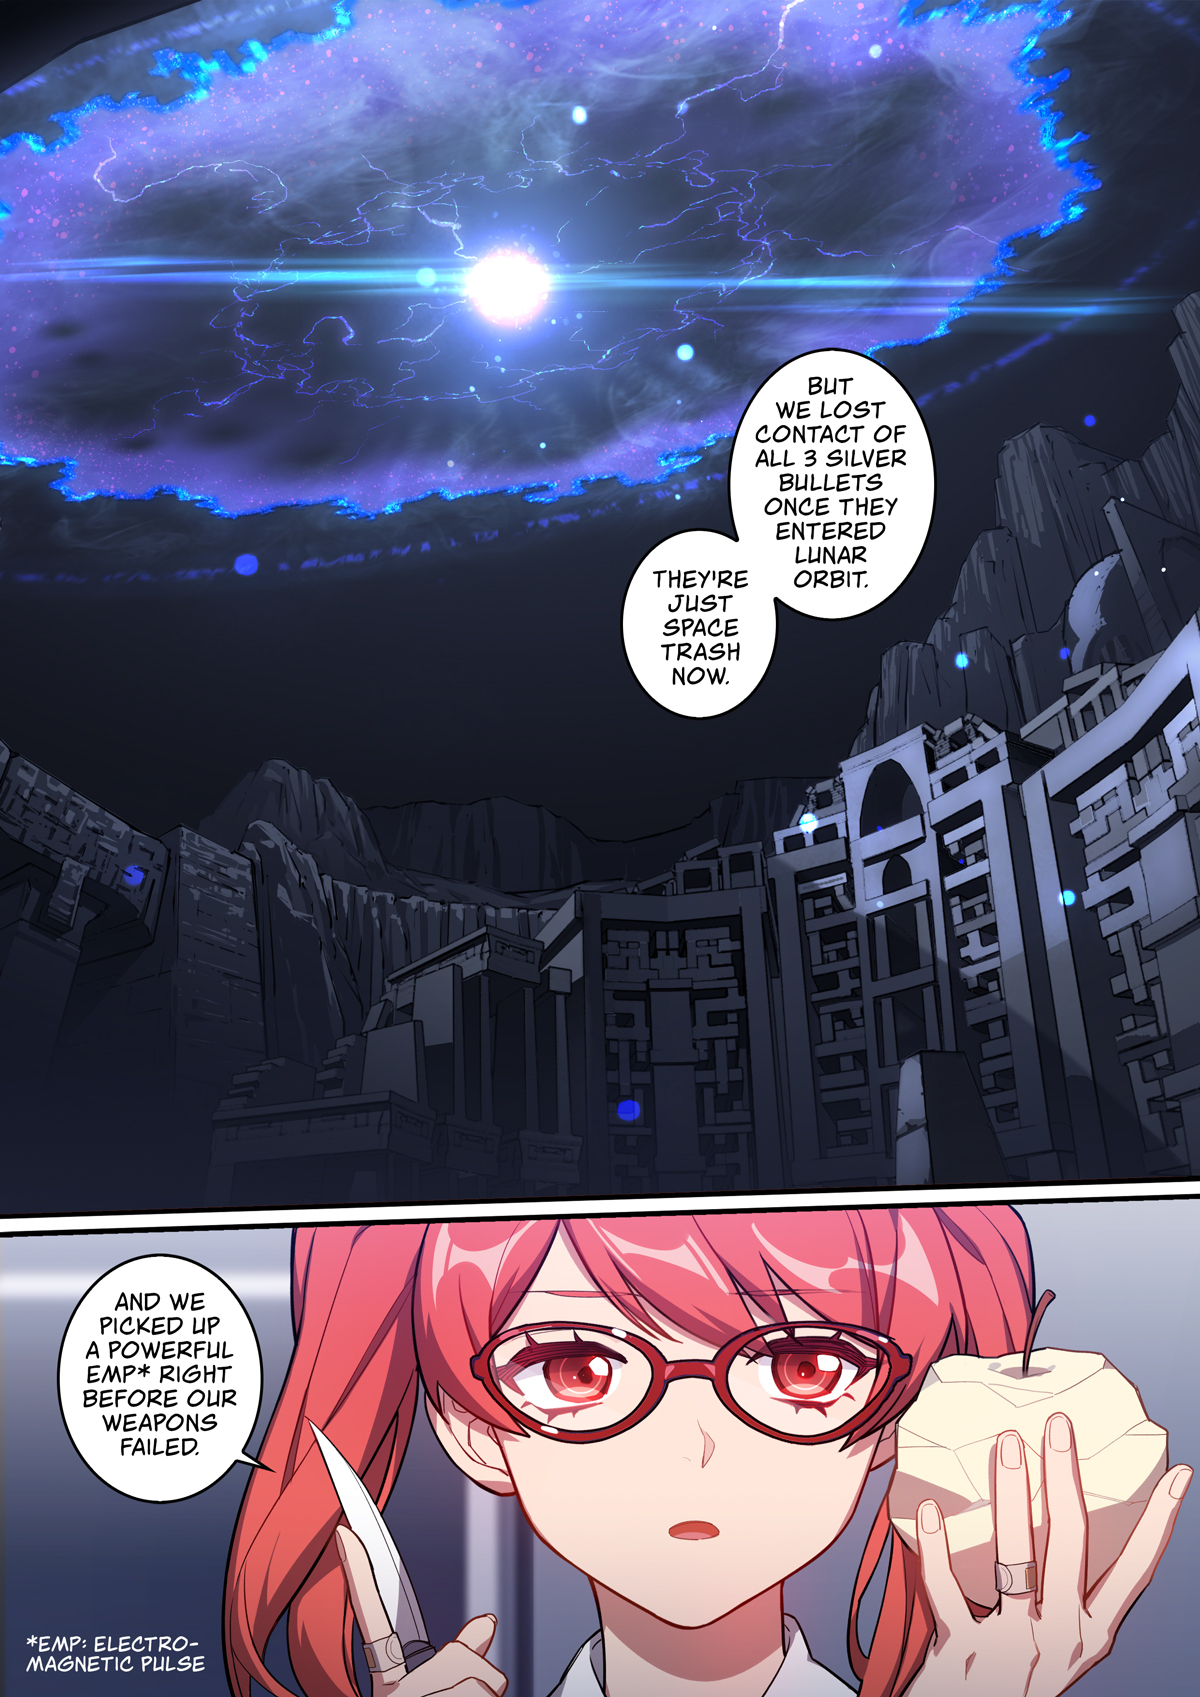 BUT
WE LOST
CONTACT OF
ALL 3 SILVER
BULLETS
ONCE THEY
ENTERED
LUNAR
ORBIT.
THEY'RE
JUST
SPACE
TRASH
NOW.
AND WE
PICKED UP
A POWERFUL
EMP* RIGHT
BEFORE OUR
WEAPONS
FAILED.
*EMP: ELECTRO-
MAGNETIC PULSE